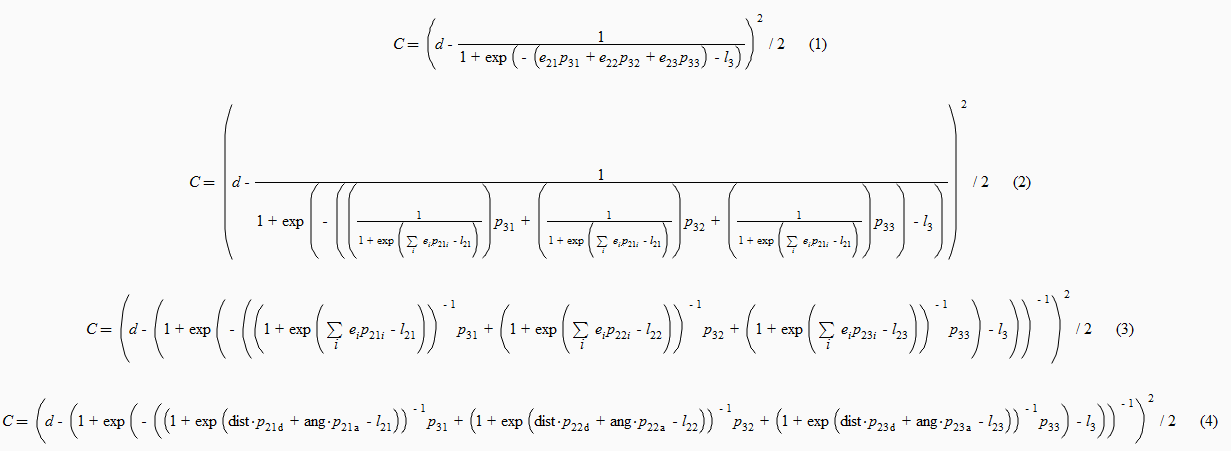 C = ( d - 1 / ( 1 + exp ( - ( e₂₁p₃₁ + e₂₂p₃₂ + e₂₃p₃₃ ) - l₃ ) ) )² / 2 (1)
C = ( d - 1 / ( 1 + exp ( - ( ( ( 1 / ( 1 + exp ( ∑ᵢ eᵢp₂₁ᵢ - l₂₁ ) ) ) ) p₃₁ + ( 1 / ( 1 + exp ( ∑ᵢ eᵢp₂₁ᵢ - l₂₁ ) ) ) p₃₂ + ( 1 / ( 1 + exp ( ∑ᵢ eᵢp₂₁ᵢ - l₂₁ ) ) ) p₃₃ ) - l₃ ) ) )² / 2 (2)
C = ( d - ( 1 + exp ( - ( ( ( 1 + exp ( ∑ᵢ eᵢp₂₁ᵢ - l₂₁ ) ) )⁻¹ p₃₁ + ( 1 + exp ( ∑ᵢ eᵢp₂₂ᵢ - l₂₂ ) )⁻¹ p₃₂ + ( 1 + exp ( ∑ᵢ eᵢp₂₃ᵢ - l₂₃ ) )⁻¹ p₃₃ ) - l₃ ) )⁻¹ )² / 2 (3)
C = ( d - ( 1 + exp ( - ( ( 1 + exp ( dist·p₂₁d + ang·p₂₁a - l₂₁ ) )⁻¹ p₃₁ + ( 1 + exp ( dist·p₂₂d + ang·p₂₂a - l₂₂ ) )⁻¹ p₃₂ + ( 1 + exp ( dist·p₂₃d + ang·p₂₃a - l₂₃ ) )⁻¹ p₃₃ ) - l₃ ) )⁻¹ )² / 2 (4)